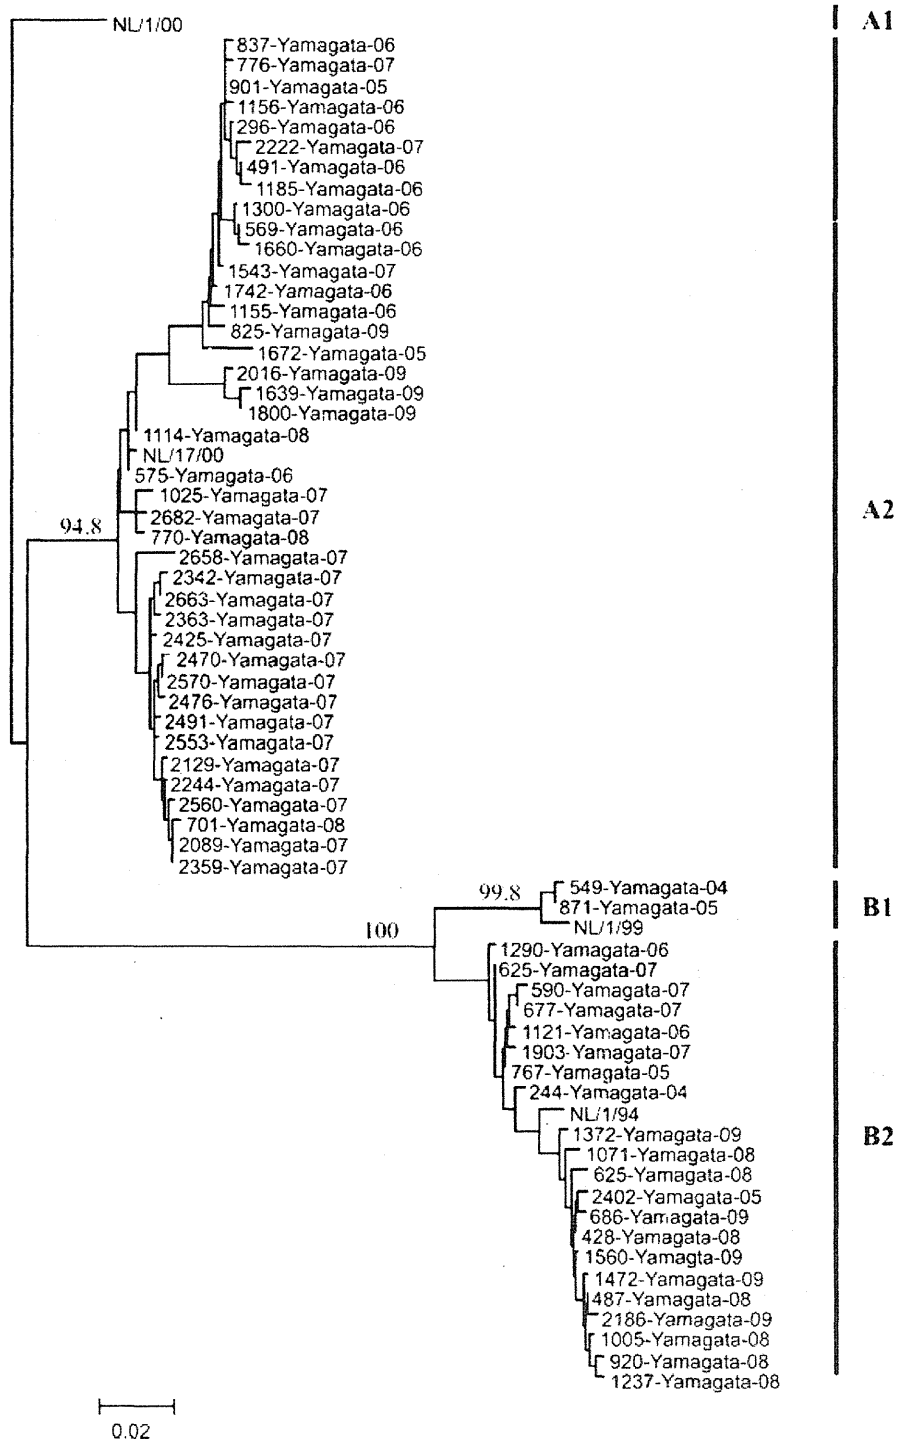 NL/1/00
A1
837-Yamagata-06
776-Yamagata-07
901-Yamagata-05
1156-Yamagata-06
296-Yamagata-06
2222-Yamagata-07
491-Yamagata-06
1185-Yamagata-06
1300-Yamagata-06
569-Yamagata-06
1660-Yamagata-06
1543-Yamagata-07
1742-Yamagata-06
1155-Yamagata-06
825-Yamagata-09
1672-Yamagata-05
2016-Yamagata-09
1639-Yamagata-09
1800-Yamagata-09
1114-Yamagata-08
NL/17/00
575-Yamagata-06
1025-Yamagata-07
2682-Yamagata-07
A2
94.8
770-Yamagata-08
2658-Yamagata-07
2342-Yamagata-07
2663-Yamagata-07
2363-Yamagata-07
2425-Yamagata-07
2470-Yamagata-07
2570-Yamagata-07
2476-Yamagata-07
2491-Yamagata-07
2553-Yamagata-07
2129-Yamagata-07
2244-Yamagata-07
2560-Yamagata-07
701-Yamagata-08
2089-Yamagata-07
2359-Yamagata-07
99.8
549-Yamagata-04
871-Yamagata-05
B1
NL/1/99
100
1290-Yamagata-06
625-Yamagata-07
590-Yamagata-07
677-Yamagata-07
1121-Yamagata-06
1903-Yamagata-07
767-Yamagata-05
244-Yamagata-04
NL/1/94
1372-Yamagata-09
B2
1071-Yamagata-08
625-Yamagata-08
2402-Yamagata-05
686-Yamagata-09
428-Yamagata-08
1560-Yamagta-09
1472-Yamagata-09
487-Yamagata-08
2186-Yamagata-09
1005-Yamagata-08
920-Yamagata-08
1237-Yamagata-08
0.02